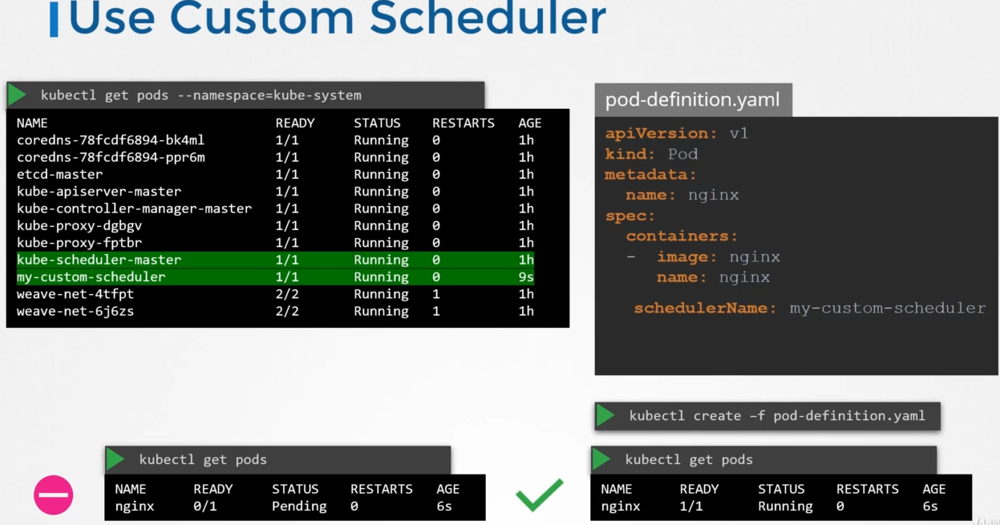 Use Custom Scheduler
kubectl get pods --namespace=kube-system
NAME READY STATUS RESTARTS AGE
coredns-78fcdf6894-bk4ml 1/1 Running 0 1h
coredns-78fcdf6894-ppr6m 1/1 Running 0 1h
etcd-master 1/1 Running 0 1h
kube-apiserver-master 1/1 Running 0 1h
kube-controller-manager-master 1/1 Running 0 1h
kube-proxy-dgbgv 1/1 Running 0 1h
kube-proxy-fptbr 1/1 Running 0 1h
kube-scheduler-master 1/1 Running 0 1h
my-custom-scheduler 1/1 Running 0 9s
weave-net-4tfpt 2/2 Running 1 1h
weave-net-6j6zs 2/2 Running 1 1h
pod-definition.yaml
apiVersion: v1
kind: Pod
metadata:
name: nginx
spec:
containers:
- image: nginx
name: nginx
schedulerName: my-custom-scheduler
kubectl create –f pod-definition.yaml
kubectl get pods
NAME READY STATUS RESTARTS AGE
nginx 0/1 Pending 0 6s
kubectl get pods
NAME READY STATUS RESTARTS AGE
nginx 1/1 Running 0 6s